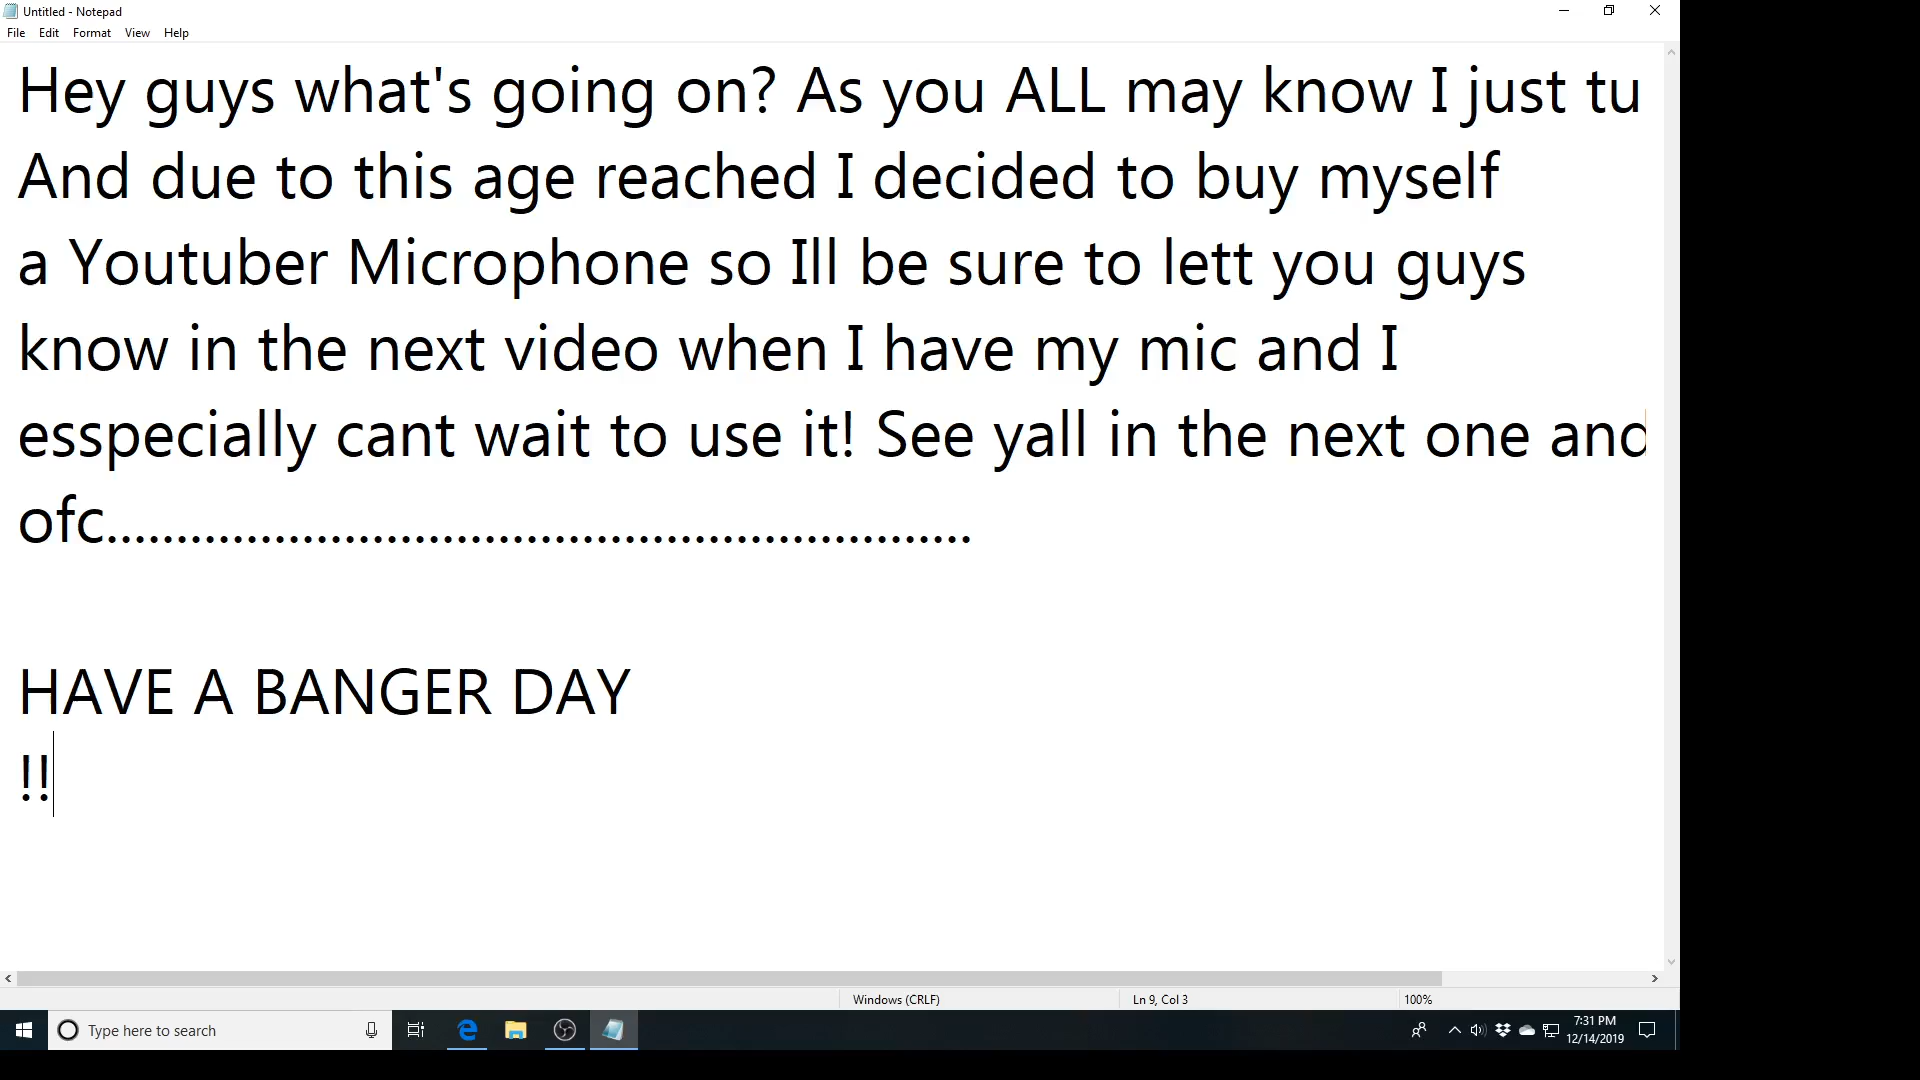 Untitled - Notepad
File Edit Format View Help
Hey guys what's going on? As you ALL may know I just tu
And due to this age reached I decided to buy myself
a Youtuber Microphone so Ill be sure to lett you guys
know in the next video when I have my mic and I
esspecially cant wait to use it! See yall in the next one and
ofc..............................................................
HAVE A BANGER DAY
!!
Windows (CRLF) Ln 9, Col 3 100%
Type here to search
7:31 PM
12/14/2019